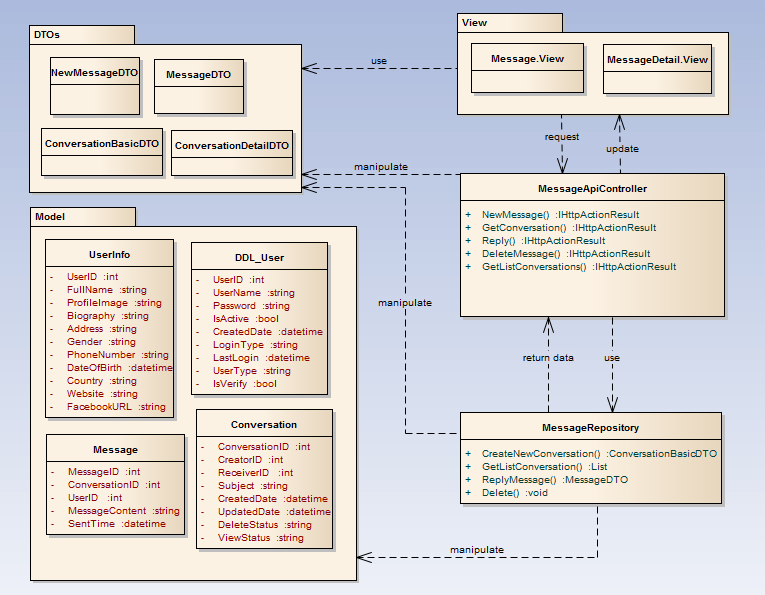 DTOs
NewMessageDTO
MessageDTO
ConversationBasicDTO
ConversationDetailDTO
use
View
Message.View
MessageDetail.View
request
update
manipulate
MessageApiController
+ NewMessage() :IHttpActionResult
+ GetConversation() :IHttpActionResult
+ Reply() :IHttpActionResult
+ DeleteMessage() :IHttpActionResult
+ GetListConversations() :IHttpActionResult
manipulate
return data
use
MessageRepository
+ CreateNewConversation() :ConversationBasicDTO
+ GetListConversation() :List
+ ReplyMessage() :MessageDTO
+ Delete() :void
manipulate
Model
UserInfo
- UserID :int
- FullName :string
- ProfileImage :string
- Biography :string
- Address :string
- Gender :string
- PhoneNumber :string
- DateOfBirth :datetime
- Country :string
- Website :string
- FacebookURL :string
DDL_User
- UserID :int
- UserName :string
- Password :string
- IsActive :bool
- CreatedDate :datetime
- LoginType :string
- LastLogin :datetime
- UserType :string
- IsVerify :bool
Message
- MessageID :int
- ConversationID :int
- UserID :int
- MessageContent :string
- SentTime :datetime
Conversation
- ConversationID :int
- CreatorID :int
- ReceiverID :int
- Subject :string
- CreatedDate :datetime
- UpdatedDate :datetime
- DeleteStatus :string
- ViewStatus :string